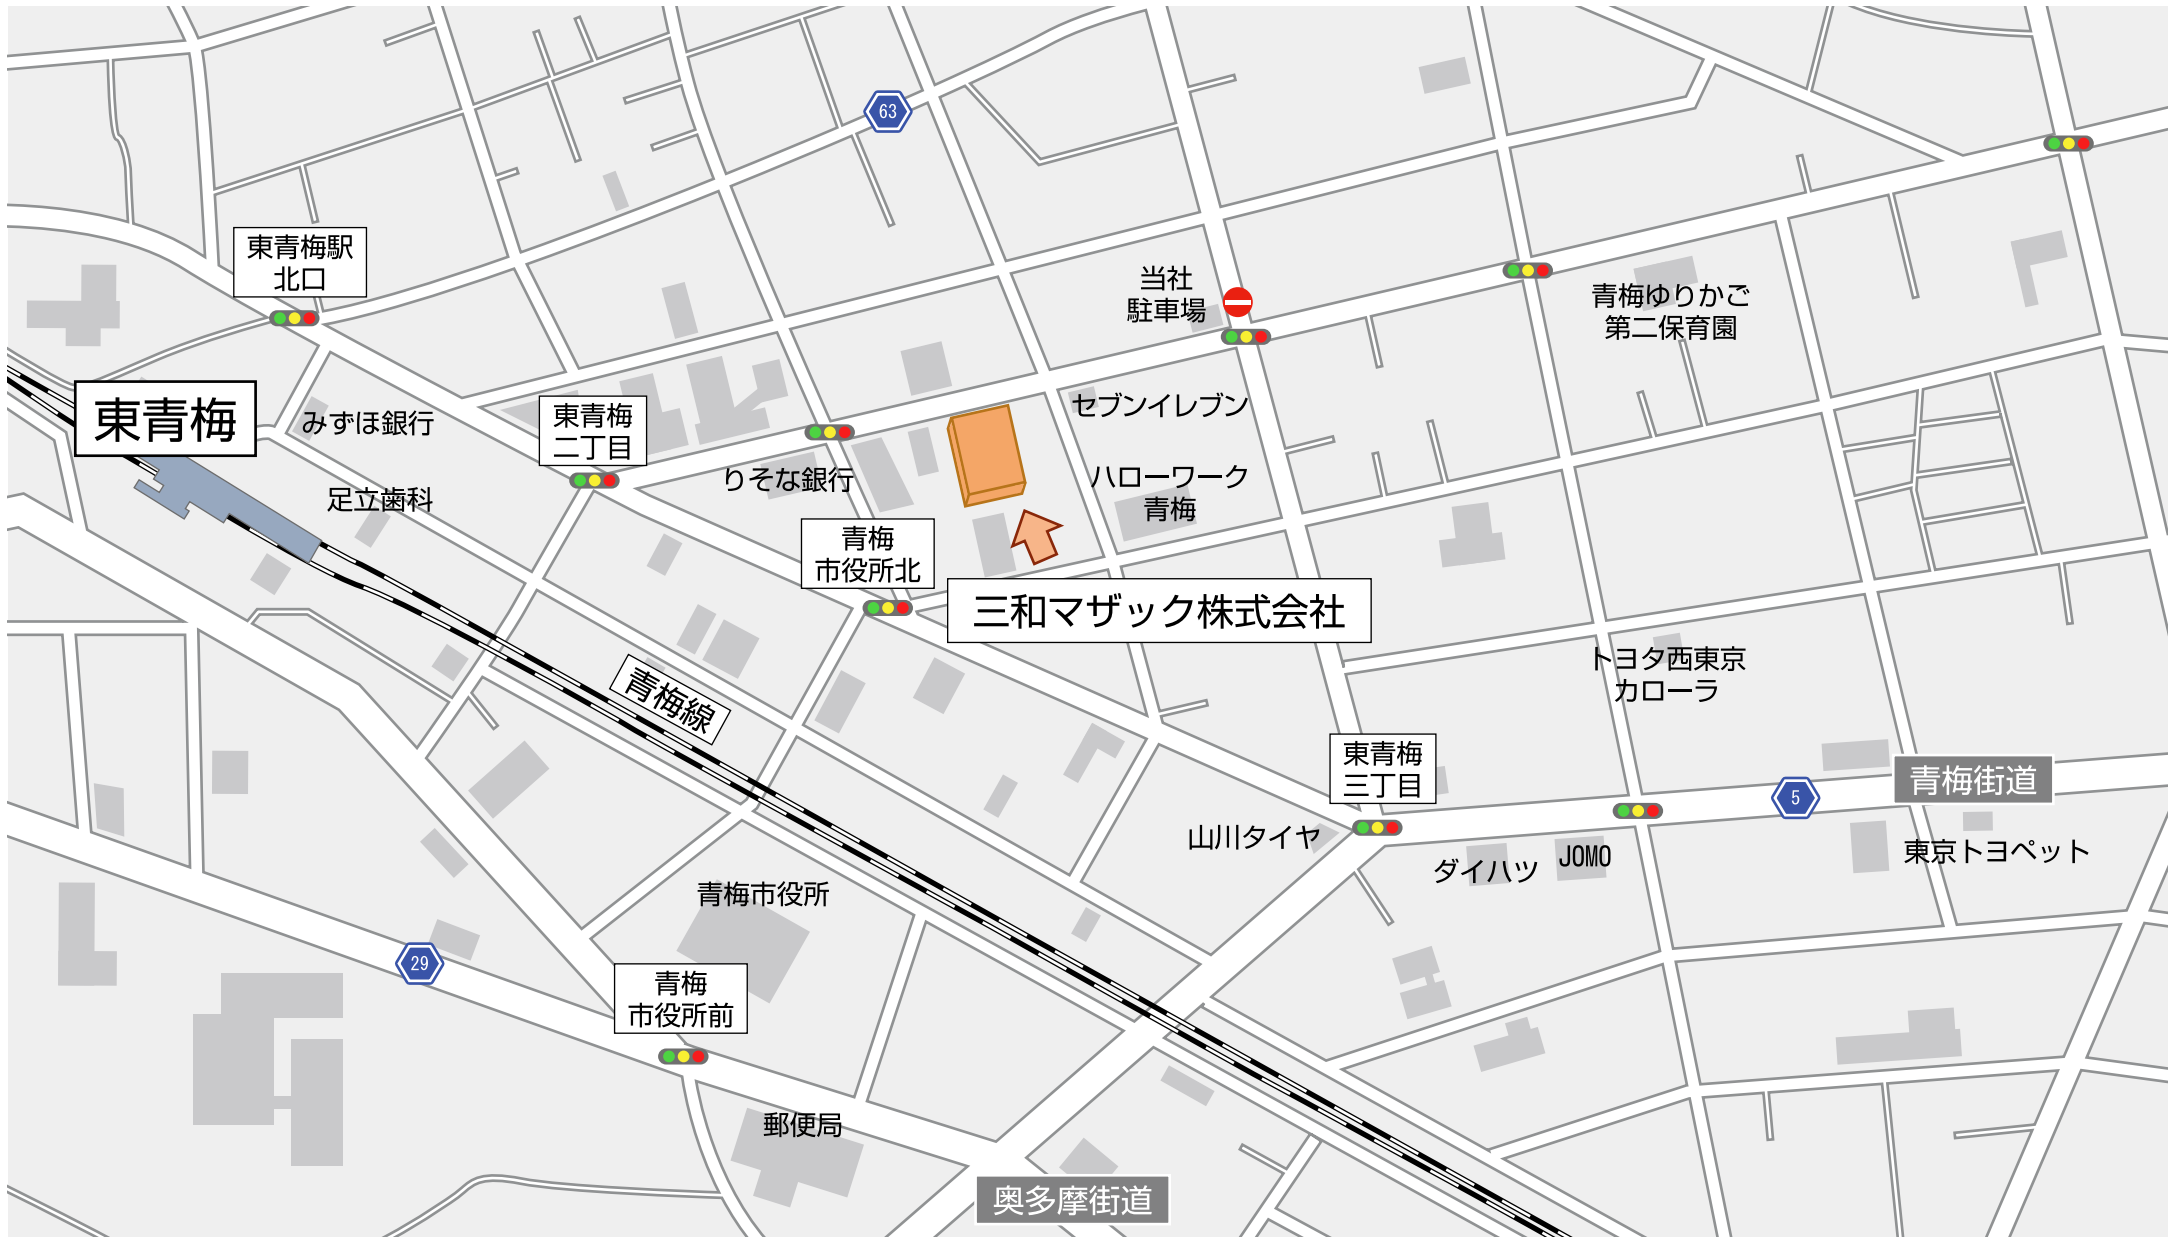 63
東青梅駅
北口
当社
駐車場
青梅ゆりかご
第二保育園
東青梅
みずほ銀行
東青梅
二丁目
セブンイレブン
りそな銀行
ハローワーク
青梅
足立歯科
青梅
市役所北
三和マザック株式会社
青梅線
トヨタ西東京
カローラ
東青梅
三丁目
青梅街道
5
山川タイヤ
ダイハツ
JOMO
東京トヨペット
青梅市役所
29
青梅
市役所前
郵便局
奥多摩街道